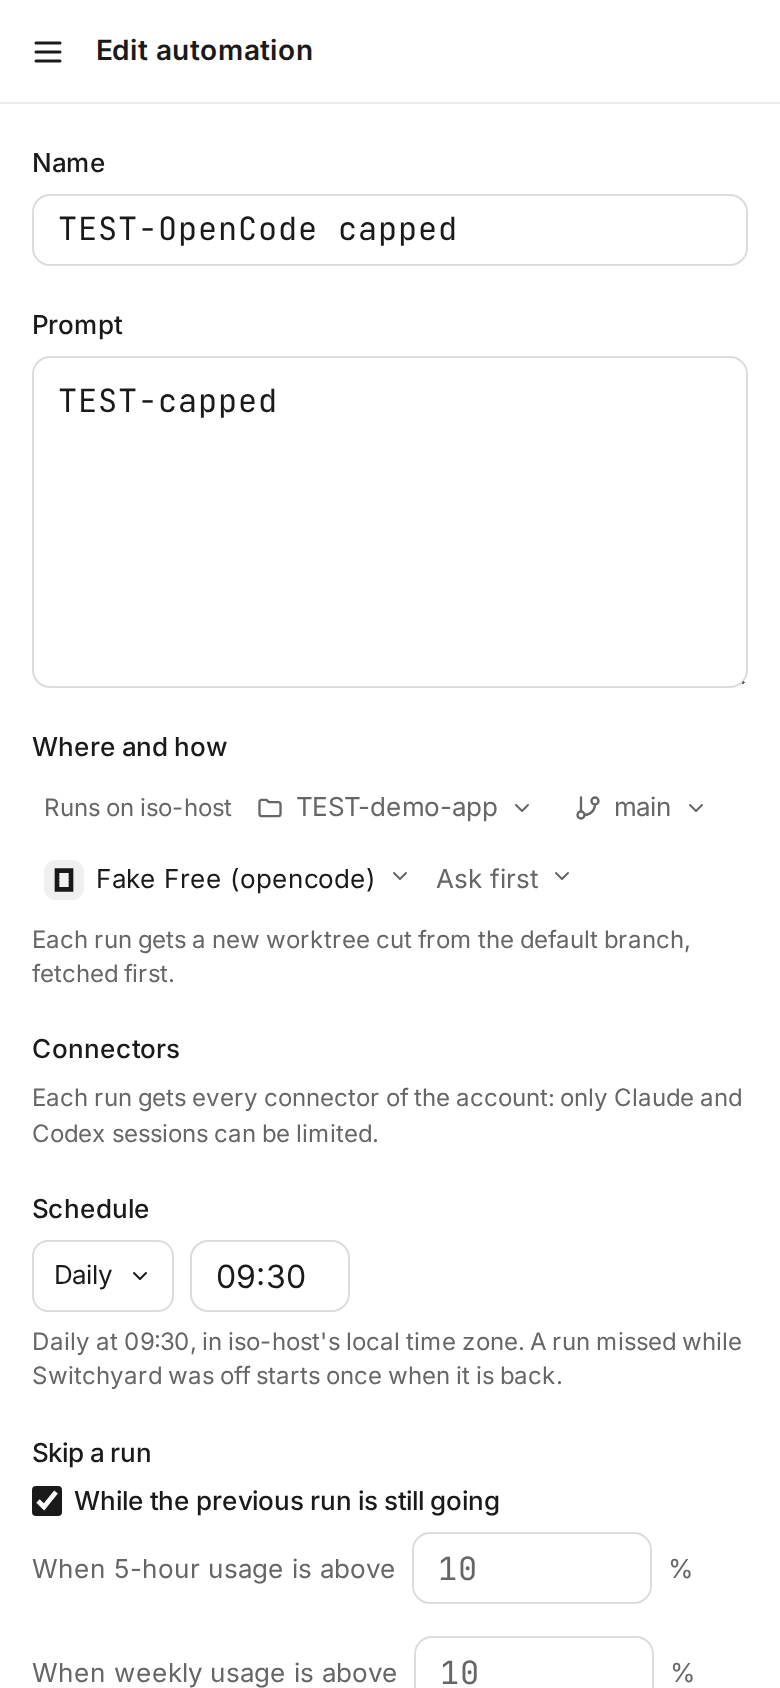 Edit automation
Name
TEST-OpenCode capped
Prompt
TEST-capped
Where and how
Runs on iso-host TEST-demo-app main
Fake Free (opencode) Ask first
Each run gets a new worktree cut from the default branch,
fetched first.
Connectors
Each run gets every connector of the account: only Claude and
Codex sessions can be limited.
Schedule
Daily 09:30
Daily at 09:30, in iso-host's local time zone. A run missed while
Switchyard was off starts once when it is back.
Skip a run
While the previous run is still going
When 5-hour usage is above 10 %
When weekly usage is above 10 %